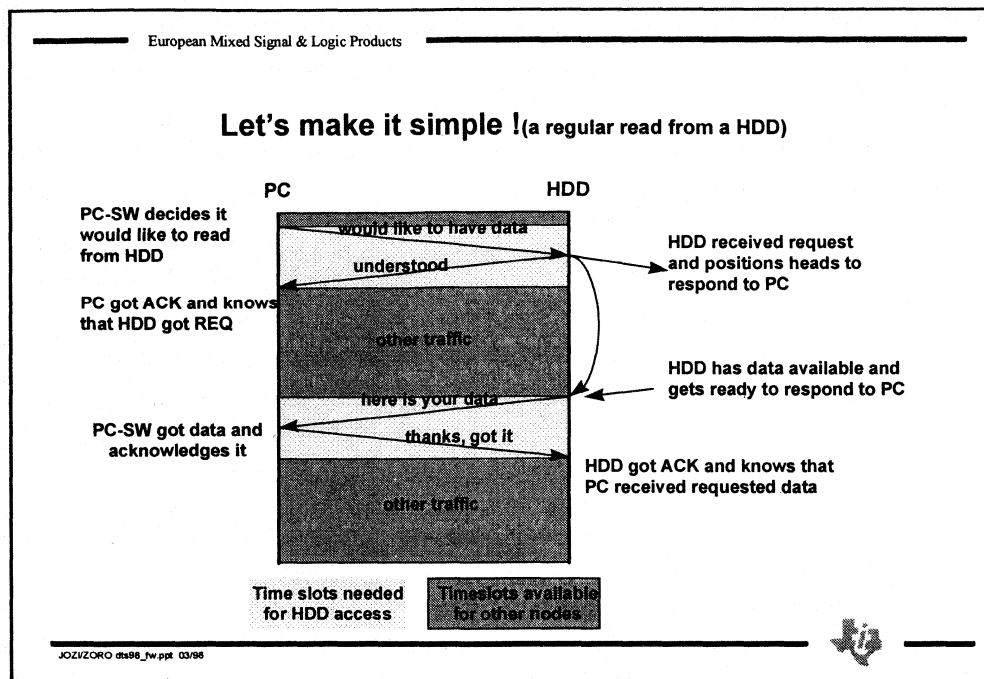 European Mixed Signal & Logic Products
Let's make it simple !(a regular read from a HDD)
PC
HDD
PC-SW decides it
would like to read
from HDD
would like to have data
understood
HDD received request
and positions heads to
respond to PC
PC got ACK and knows
that HDD got REQ
other traffic
HDD has data available and
gets ready to respond to PC
here is your data
PC-SW got data and
acknowledges it
thanks, got it
HDD got ACK and knows that
PC received requested data
other traffic
Time slots needed
for HDD access
Timeslots available
for other nodes
JOZI/ZORO dts98_fw.ppt 03/98